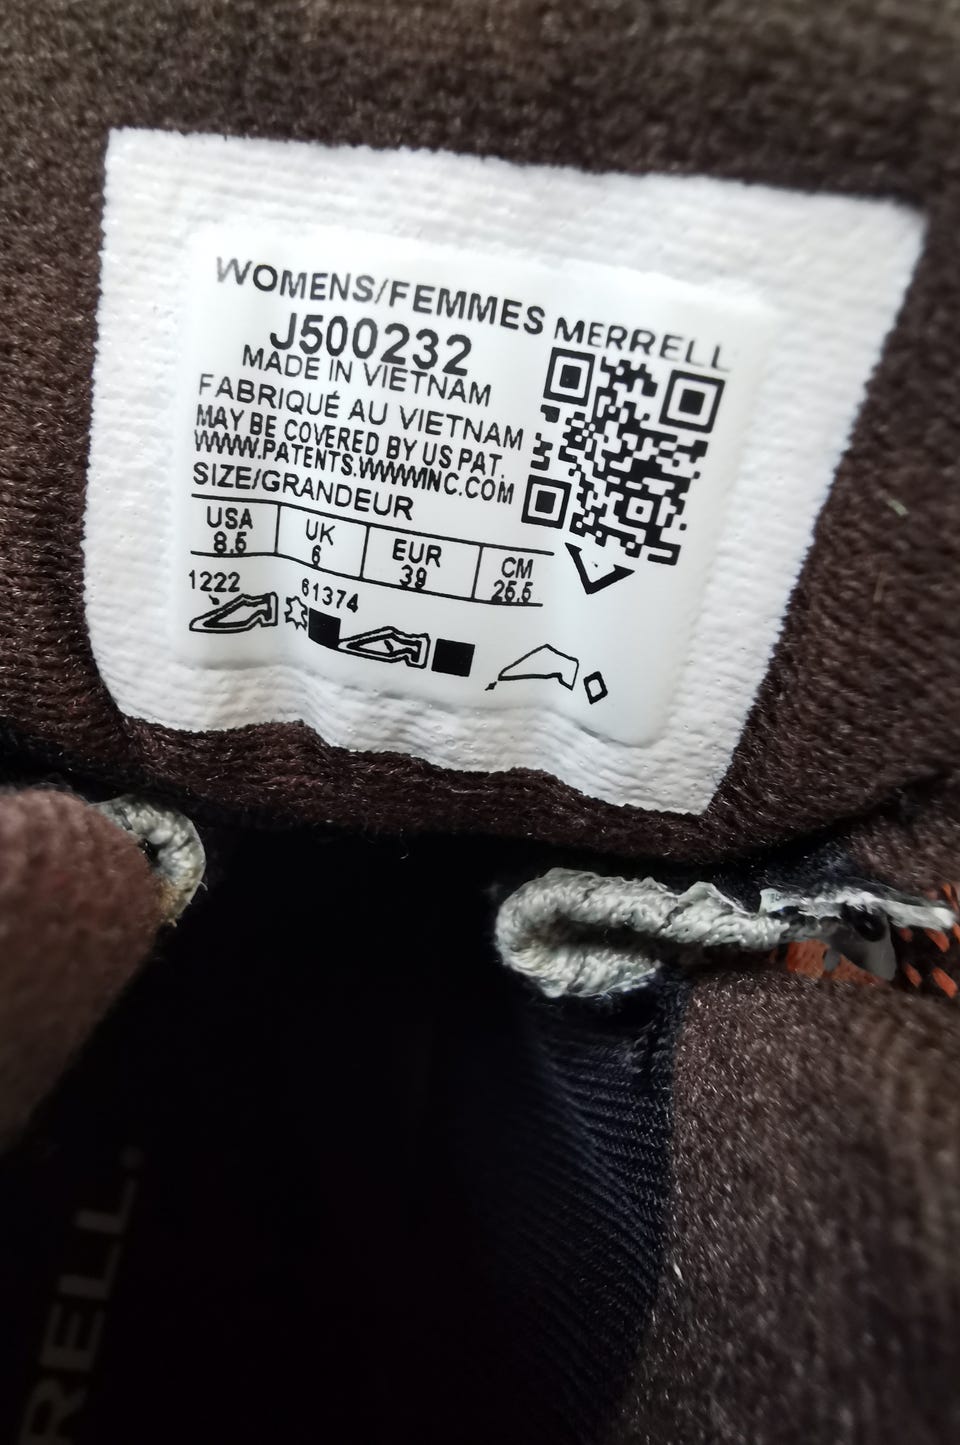 WOMENS/FEMMES MERRELL
J500232
MADE IN VIETNAM
FABRIQUÉ AU VIETNAM
MAY BE COVERED BY US PAT.
WWW.PATENTS.WWWINC.COM
SIZE/GRANDEUR
USA UK EUR CM
8.5 6 39 25.5
1222 61374
RELL